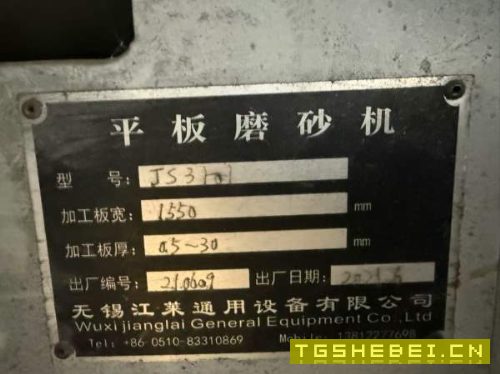 平板磨砂机
型 号:
加工板宽: 1550 mm
加工板厚: 0.5~30 mm
出厂编号: 210609 出厂日期: 2021.6
无锡江莱通用设备有限公司
Wuxi jianglai General Equipment Co.,Ltd
Tel: +86 0510-83310869 Mobile: 13812277698
TGSHEBEI.CN